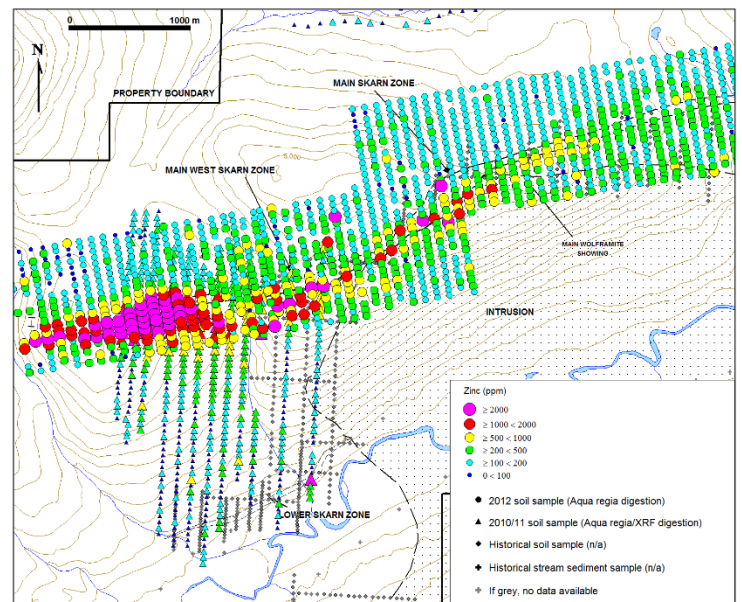 0 1000 m
N
PROPERTY BOUNDARY
MAIN SKARN ZONE
MAIN WEST SKARN ZONE
5,000
MAIN WOLFRAMITE
SHOWING
INTRUSION
LOWER SKARN ZONE
Zinc (ppm)
≥ 2000
≥ 1000 < 2000
≥ 500 < 1000
≥ 200 < 500
≥ 100 < 200
0 < 100
2012 soil sample (Aqua regia digestion)
2010/11 soil sample (Aqua regia/XRF digestion)
Historical soil sample (n/a)
Historical stream sediment sample (n/a)
If grey, no data available